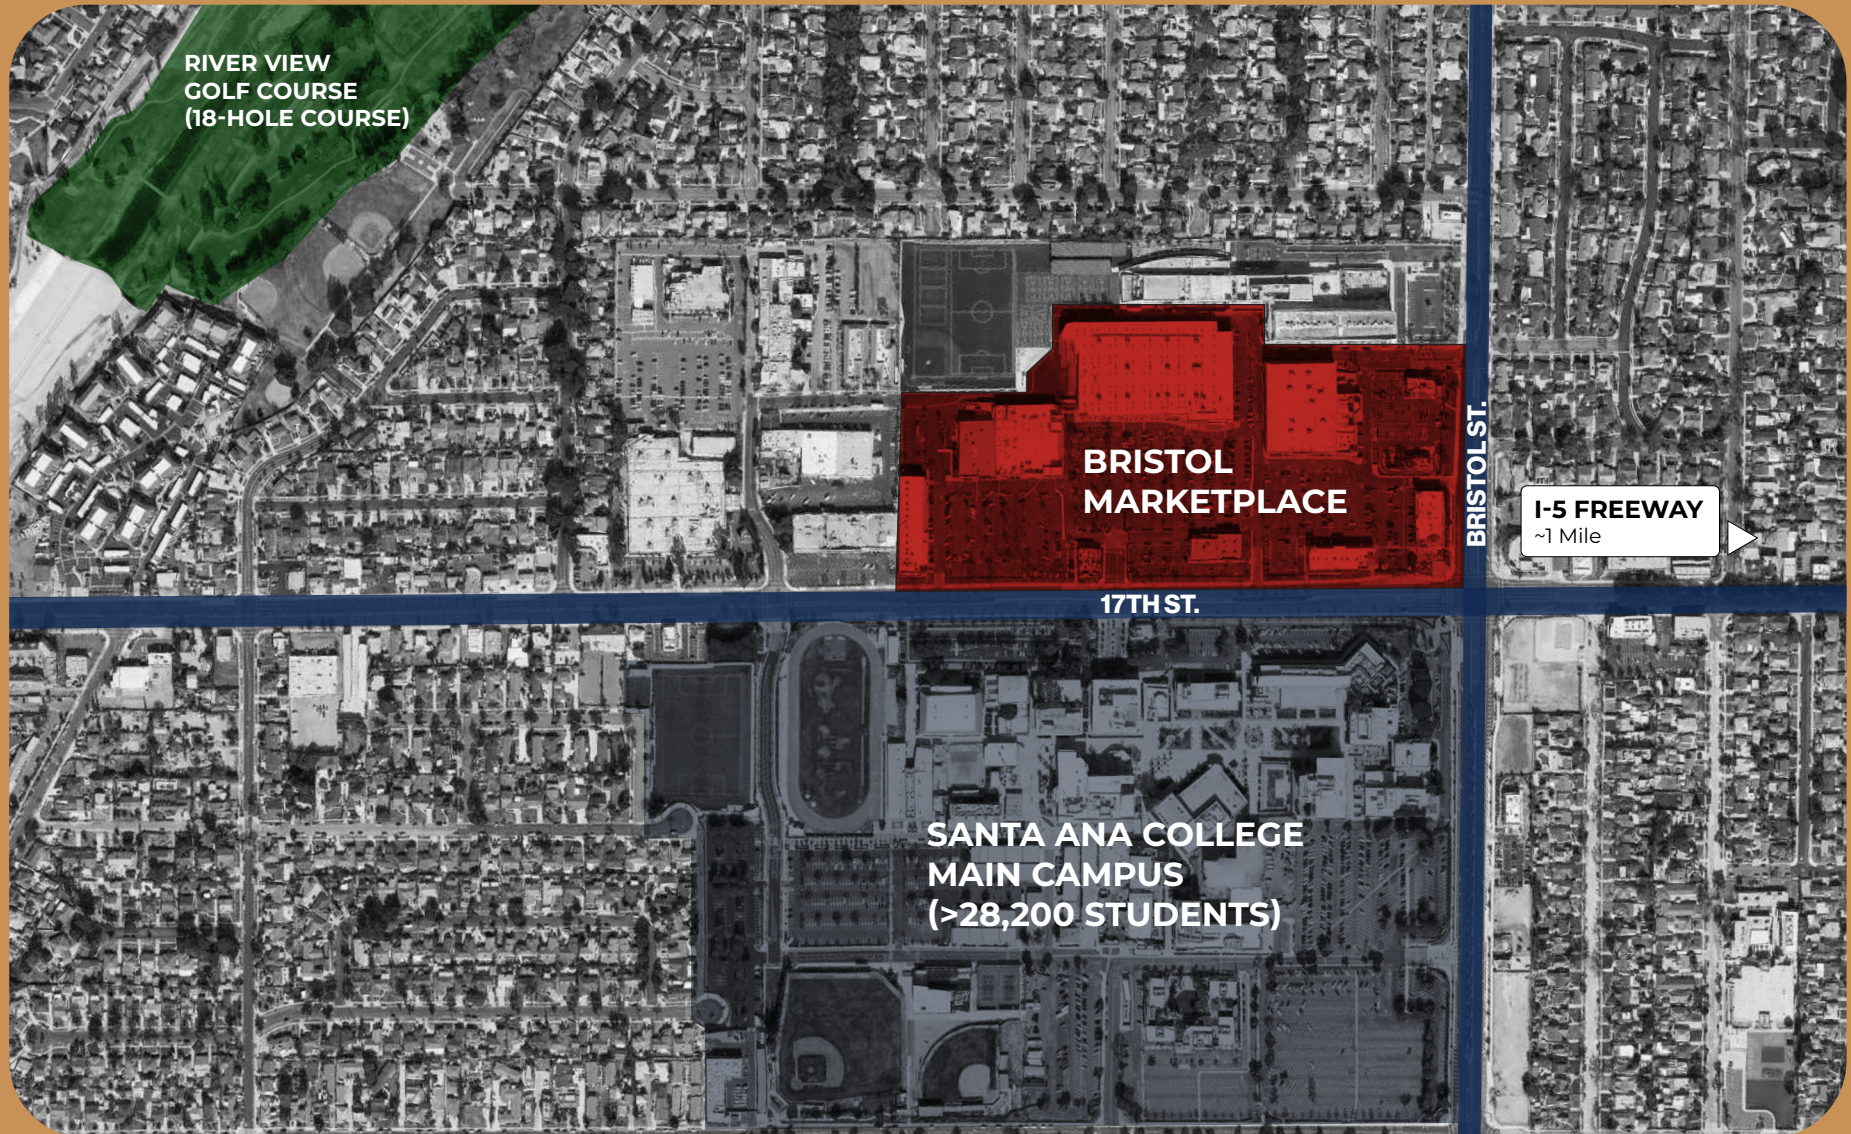 RIVER VIEW
GOLF COURSE
(18-HOLE COURSE)
BRISTOL
MARKETPLACE
BRISTOL ST.
I-5 FREEWAY
~1 Mile
17TH ST.
SANTA ANA COLLEGE
MAIN CAMPUS
(>28,200 STUDENTS)